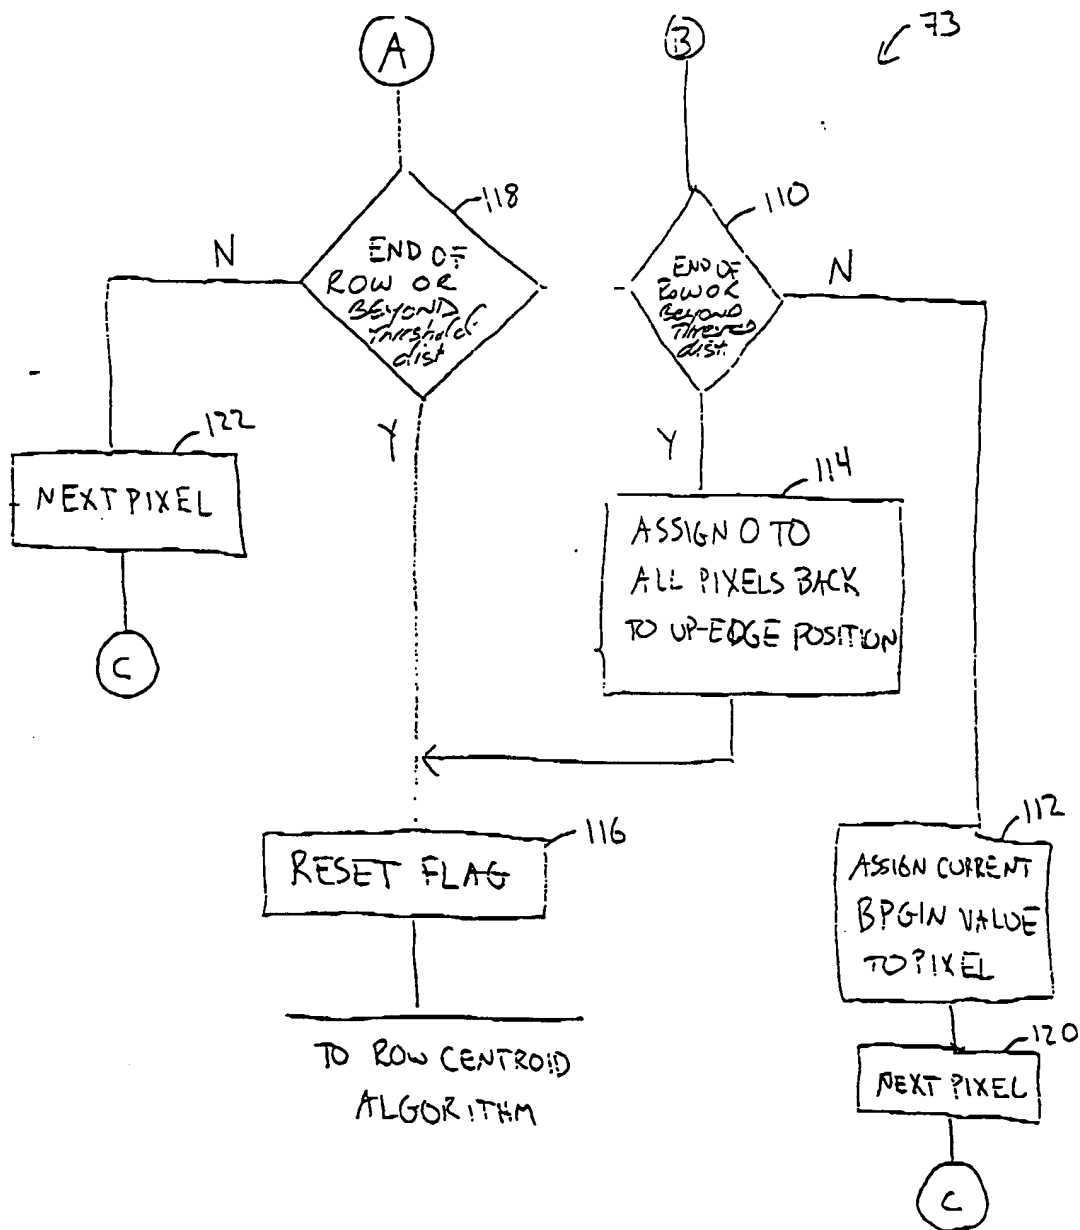 A
B
73
118
END OF
ROW OR
BEYOND
Threshold
dist
N
Y
110
END OF
ROW OR
BEYOND
dist.
N
Y
122
NEXT PIXEL
C
114
ASSIGN 0 TO
ALL PIXELS BACK
TO UP-EDGE POSITION
116
RESET FLAG
TO ROW CENTROID
ALGORITHM
112
ASSIGN CURRENT
BPGIN VALUE
TO PIXEL
120
NEXT PIXEL
C